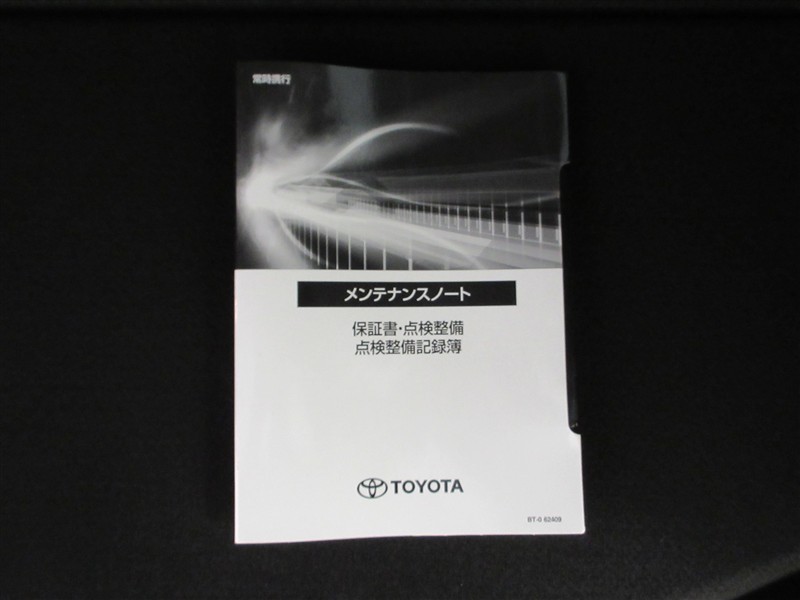 常時携行
メンテナンスノート
保証書・点検整備
点検整備記録簿
TOYOTA
BT-0 62409